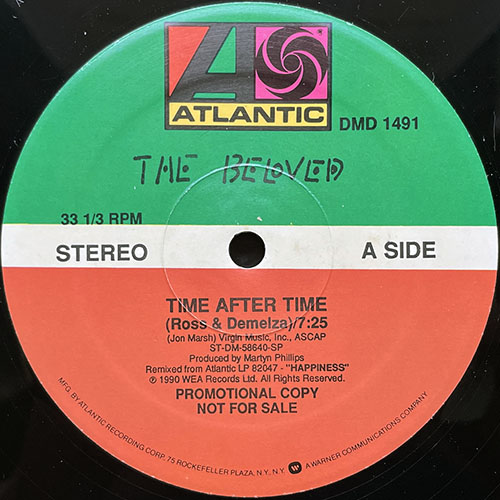 ATLANTIC
DMD 1491
THE BELOVED
33 1/3 RPM
STEREO
A SIDE
TIME AFTER TIME
(Ross & Demelza)/7:25
(Jon Marsh) Virgin Music, Inc., ASCAP
ST-DM-58640-SP
Produced by Martyn Phillips
Remixed from Atlantic LP 82047 - "HAPPINESS"
℗ 1990 WEA Records Ltd. All Rights Reserved.
PROMOTIONAL COPY
NOT FOR SALE
MFG. BY ATLANTIC RECORDING CORP. 75 ROCKEFELLER PLAZA, N.Y. N.Y. A WARNER COMMUNICATIONS COMPANY